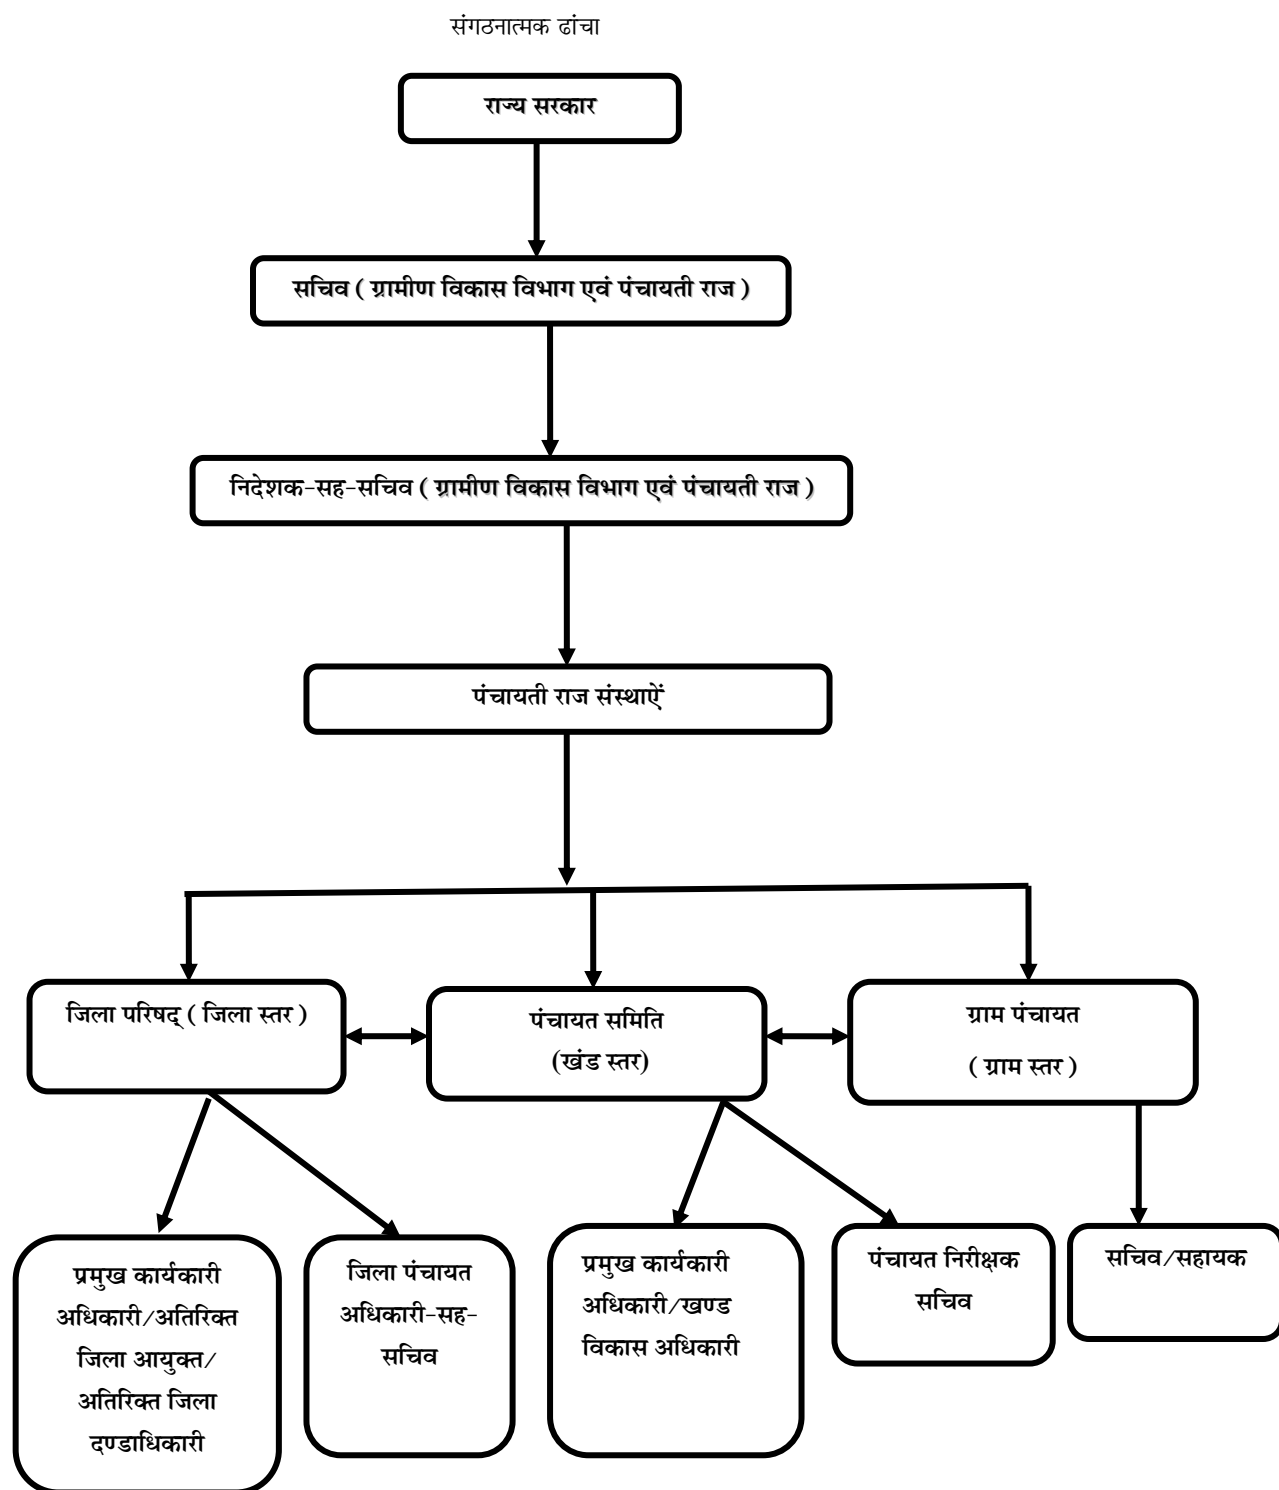 संगठनात्मक ढांचा
राज्य सरकार
सचिव ( ग्रामीण विकास विभाग एवं पंचायती राज )
निदेशक-सह-सचिव ( ग्रामीण विकास विभाग एवं पंचायती राज )
पंचायती राज संस्थाऐं
जिला परिषद् ( जिला स्तर )
पंचायत समिति
(खंड स्तर)
ग्राम पंचायत
( ग्राम स्तर )
प्रमुख कार्यकारी
अधिकारी/अतिरिक्त
जिला आयुक्त/
अतिरिक्त जिला
दण्डाधिकारी
जिला पंचायत
अधिकारी-सह-
सचिव
प्रमुख कार्यकारी
अधिकारी/खण्ड
विकास अधिकारी
पंचायत निरीक्षक
सचिव
सचिव/सहायक